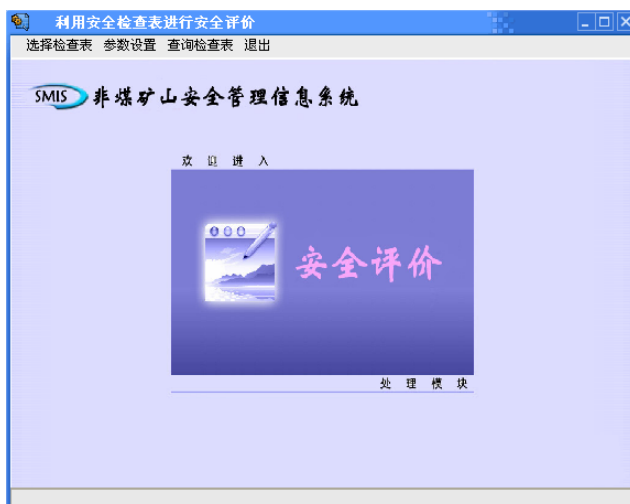 利用安全检查表进行安全评价
选择检查表 参数设置 查询检查表 退出
SMIS 非煤矿山安全管理信息系统
欢 迎 进 入
安全评价
处 理 模 块